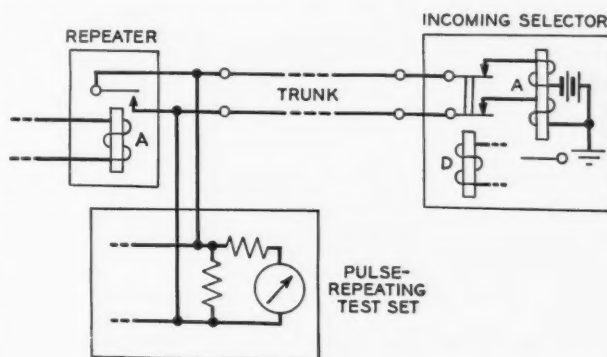 REPEATER
A
TRUNK
INCOMING SELECTOR
A
D
PULSE-
REPEATING
TEST SET